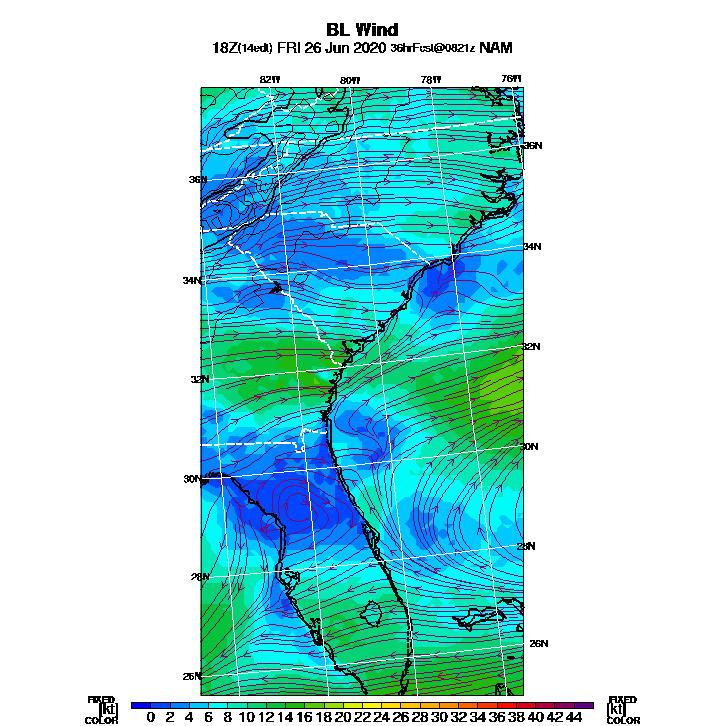 BL Wind
18Z(14edt) FRI 26 Jun 2020 36hrFcst@0821z NAM
82W 80W 78W 76W
36N
36N
34N
34N
32N
32N
30N
30N
28N
28N
26N
26N
FIXED FIXED
[kt] 0 2 4 6 8 10 12 14 16 18 20 22 24 26 28 30 32 34 36 38 40 42 44 [kt]
COLOR COLOR